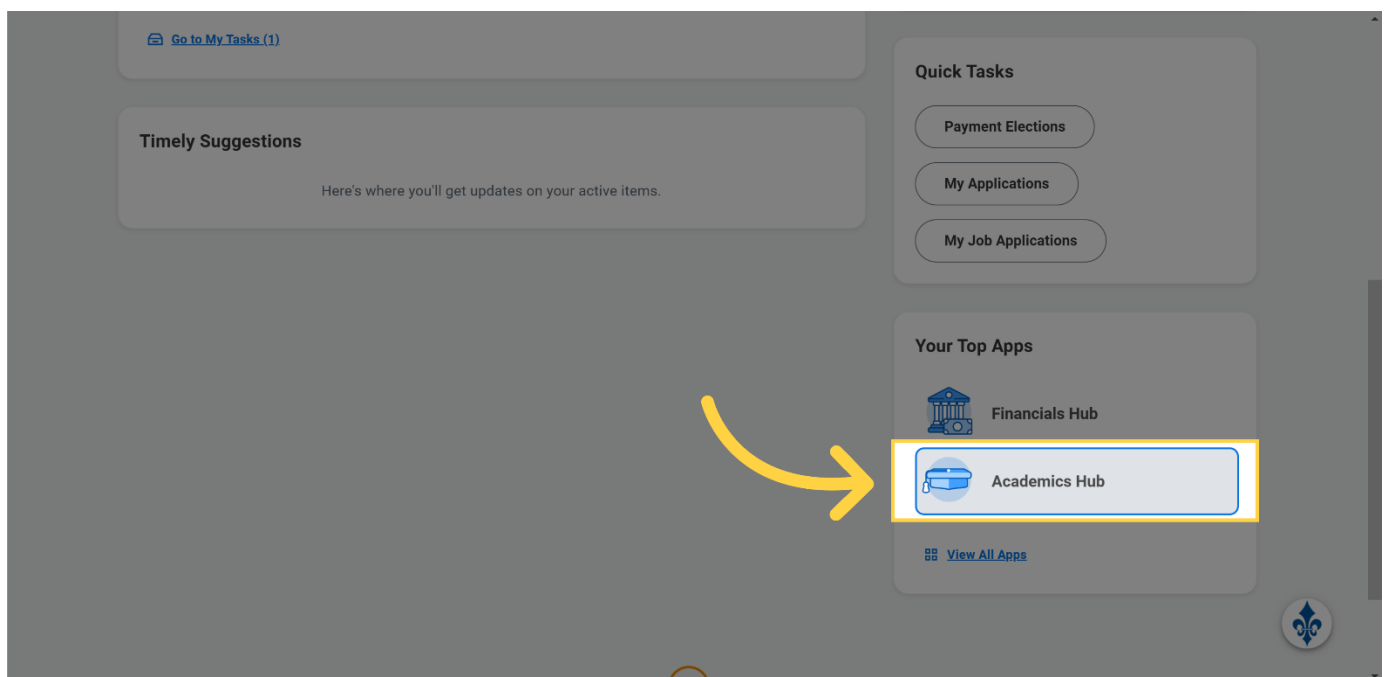 Go to My Tasks (1)
Timely Suggestions
Here's where you'll get updates on your active items.
Quick Tasks
Payment Elections
My Applications
My Job Applications
Your Top Apps
Financials Hub
Academics Hub
View All Apps